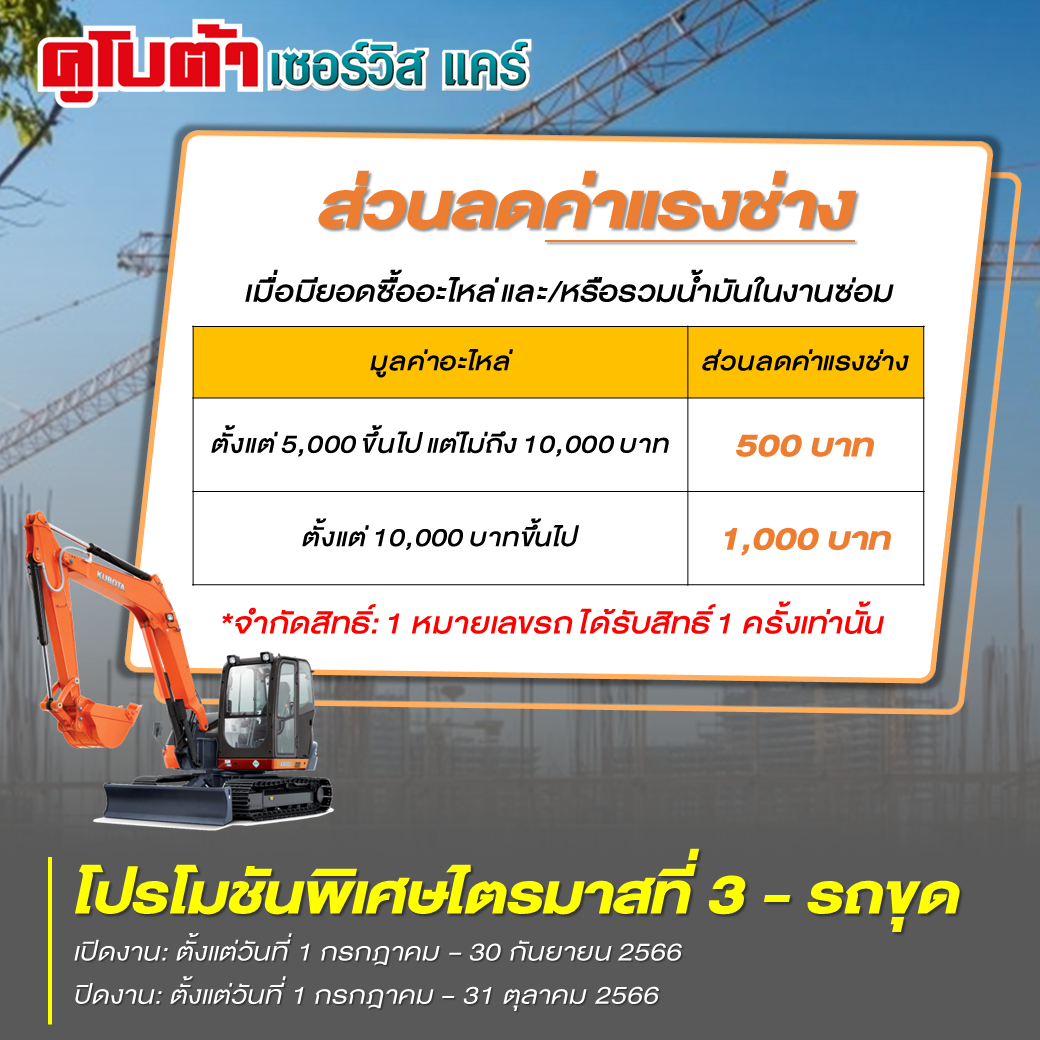 คูโบต้า เซอร์วิส แคร์
ส่วนลดค่าแรงช่าง
เมื่อมียอดซื้ออะไหล่ และ/หรือรวมน้ำมันในงานซ่อม
มูลค่าอะไหล่ ส่วนลดค่าแรงช่าง
ตั้งแต่ 5,000 ขึ้นไป แต่ไม่ถึง 10,000 บาท 500 บาท
ตั้งแต่ 10,000 บาทขึ้นไป 1,000 บาท
*จำกัดสิทธิ์: 1 หมายเลขรถ ได้รับสิทธิ์ 1 ครั้งเท่านั้น
KUBOTA
โปรโมชันพิเศษไตรมาสที่ 3 - รถขุด
เปิดงาน: ตั้งแต่วันที่ 1 กรกฎาคม – 30 กันยายน 2566
ปิดงาน: ตั้งแต่วันที่ 1 กรกฎาคม – 31 ตุลาคม 2566